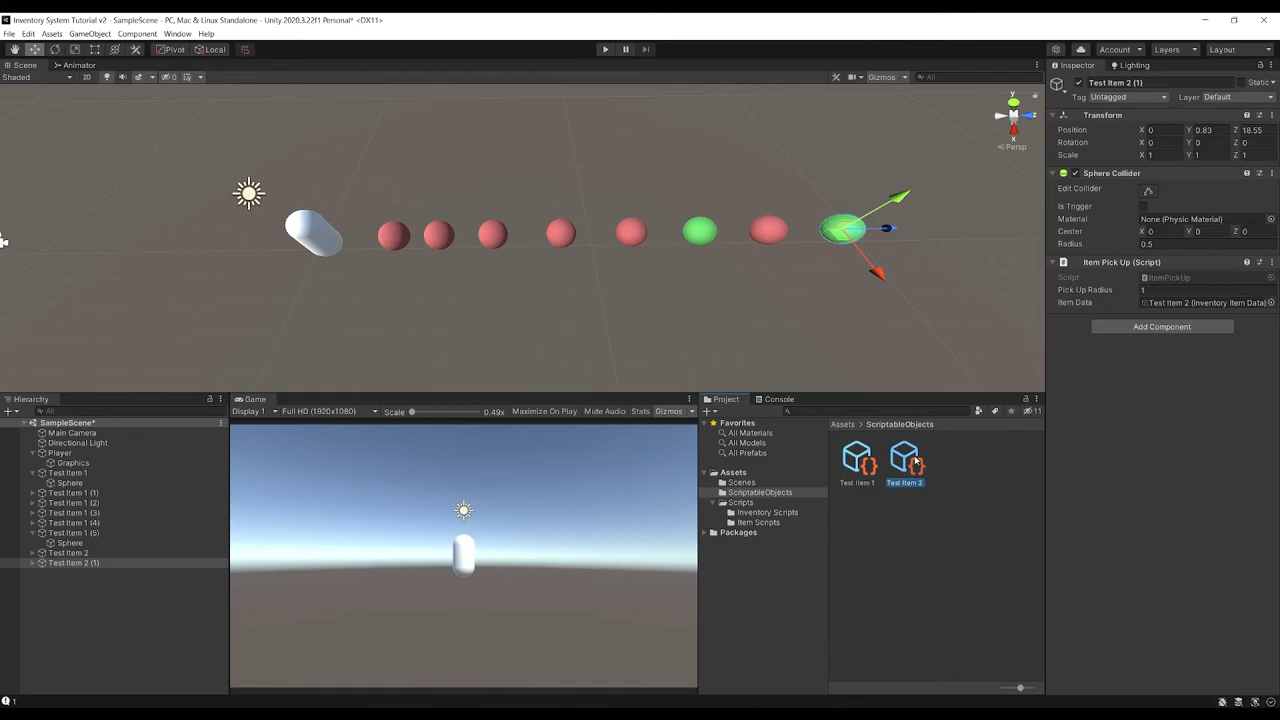 Inventory System Tutorial v2 - SampleScene - PC, Mac & Linux Standalone - Unity 2020.3.22f1 Personal* <DX11>
File Edit Assets GameObject Component Window Help
Pivot Local Account Layers Layout
Scene Animator
Shaded 2D 0 Gizmos All
y
z
x
Persp
Inspector Lighting
Test Item 2 (1) Static
Tag Untagged Layer Default
Transform
Position X 0 Y 0.83 Z 18.55
Rotation X 0 Y 0 Z 0
Scale X 1 Y 1 Z 1
Sphere Collider
Edit Collider
Is Trigger
Material None (Physic Material)
Center X 0 Y 0 Z 0
Radius 0.5
Item Pick Up (Script)
Script ItemPickUp
Pick Up Radius 1
Item Data Test Item 2 (Inventory Item Data)
Add Component
Hierarchy
All
SampleScene*
Main Camera
Directional Light
Player
Graphics
Test Item 1
Sphere
Test Item 1 (1)
Test Item 1 (2)
Test Item 1 (3)
Test Item 1 (4)
Test Item 1 (5)
Sphere
Test Item 2
Test Item 2 (1)
Game
Display 1 Full HD (1920x1080) Scale 0.49x Maximize On Play Mute Audio Stats Gizmos
Project Console
11
Favorites
All Materials
All Models
All Prefabs
Assets
Scenes
ScriptableObjects
Scripts
Inventory Scripts
Item Scripts
Packages
Assets ScriptableObjects
Test Item 1 Test Item 2
1